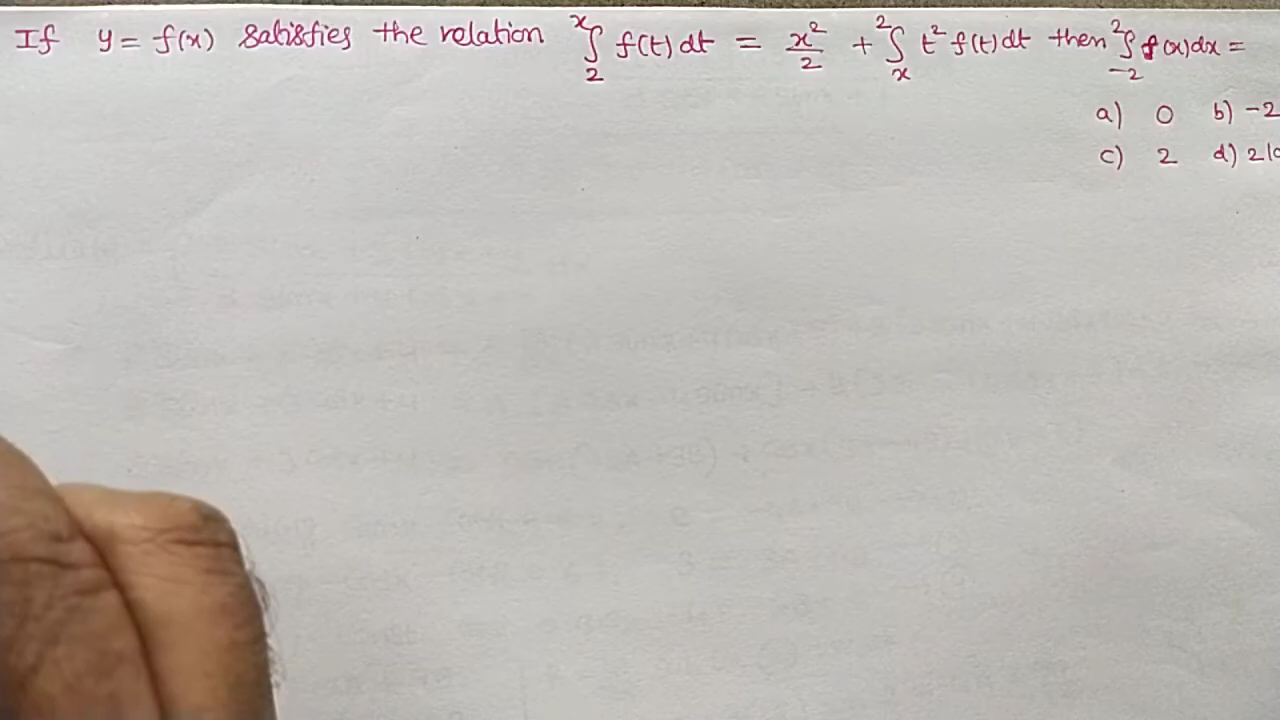 If y = f(x) satisfies the relation ∫₂ˣ f(t) dt = x²/2 + ∫ₓ² t² f(t) dt then ∫₋₂² f(x) dx =
a) 0 b) -2
c) 2 d)